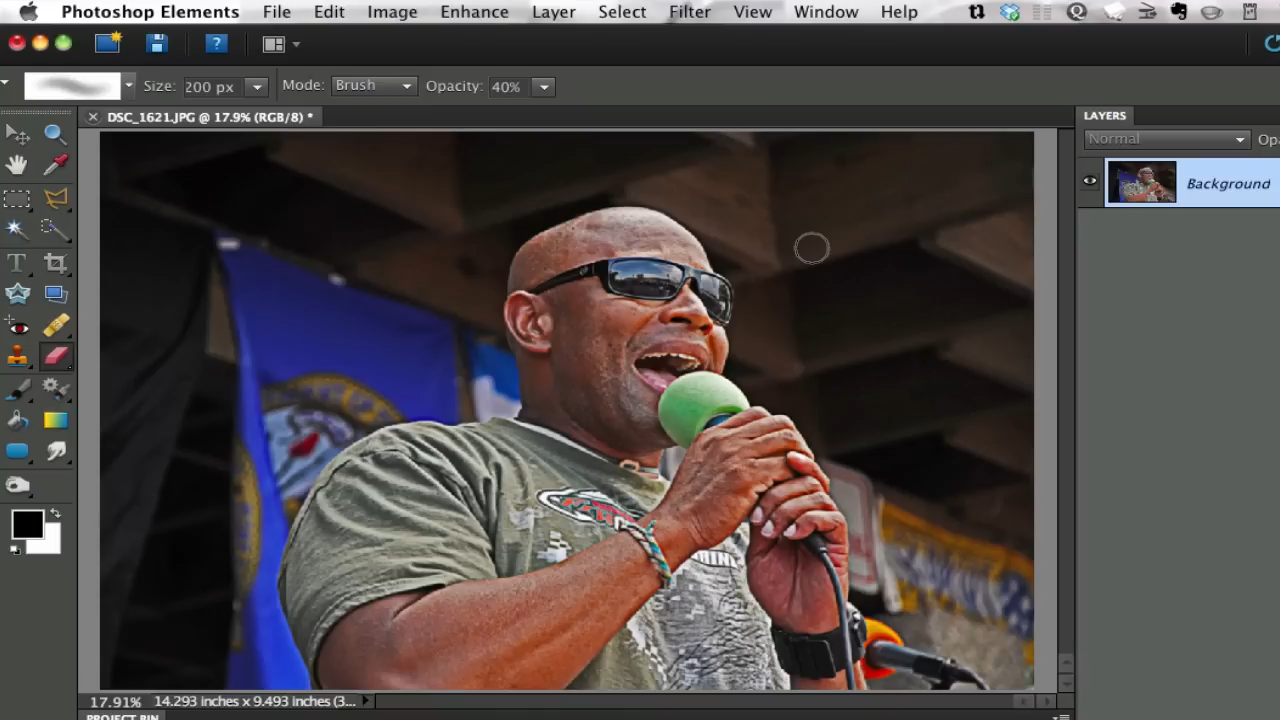 Photoshop Elements File Edit Image Enhance Layer Select Filter View Window Help
Size: 200 px Mode: Brush Opacity: 40%
DSC_1621.JPG @ 17.9% (RGB/8) *
LAYERS
Normal
Background
17.91% 14.293 inches x 9.493 inches (3...
PROJECT BIN